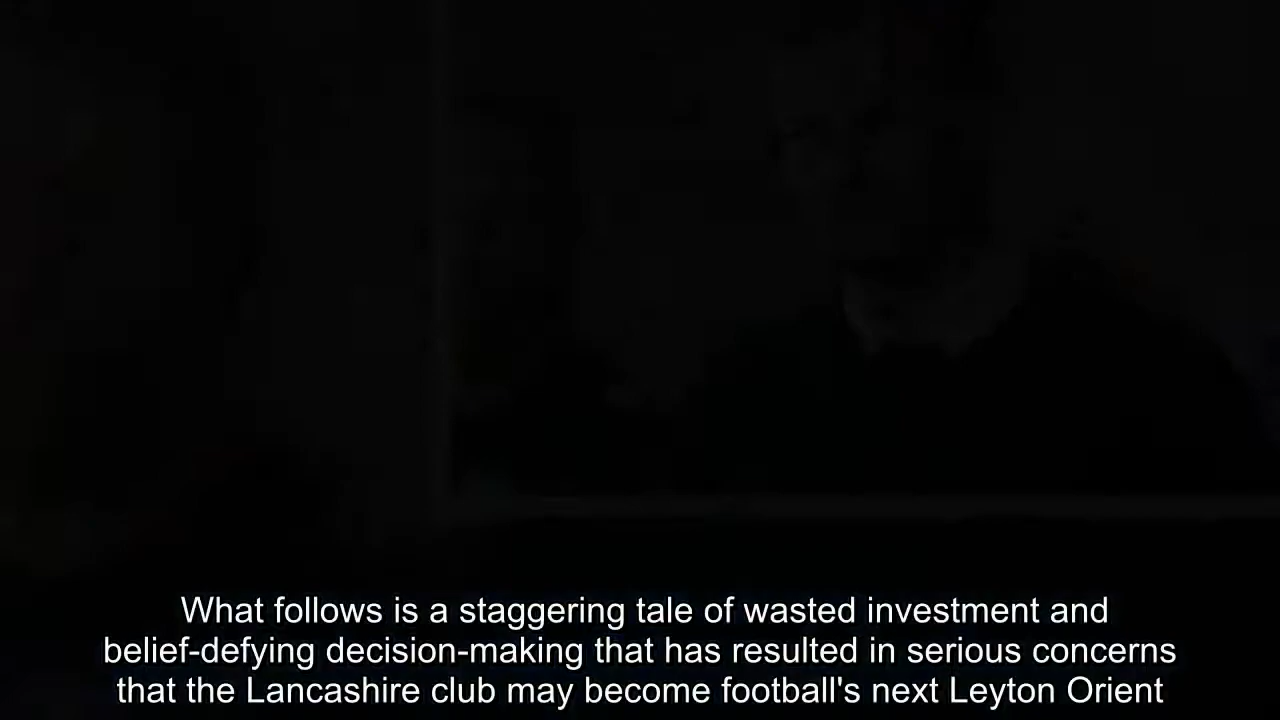 What follows is a staggering tale of wasted investment and
belief-defying decision-making that has resulted in serious concerns
that the Lancashire club may become football's next Leyton Orient